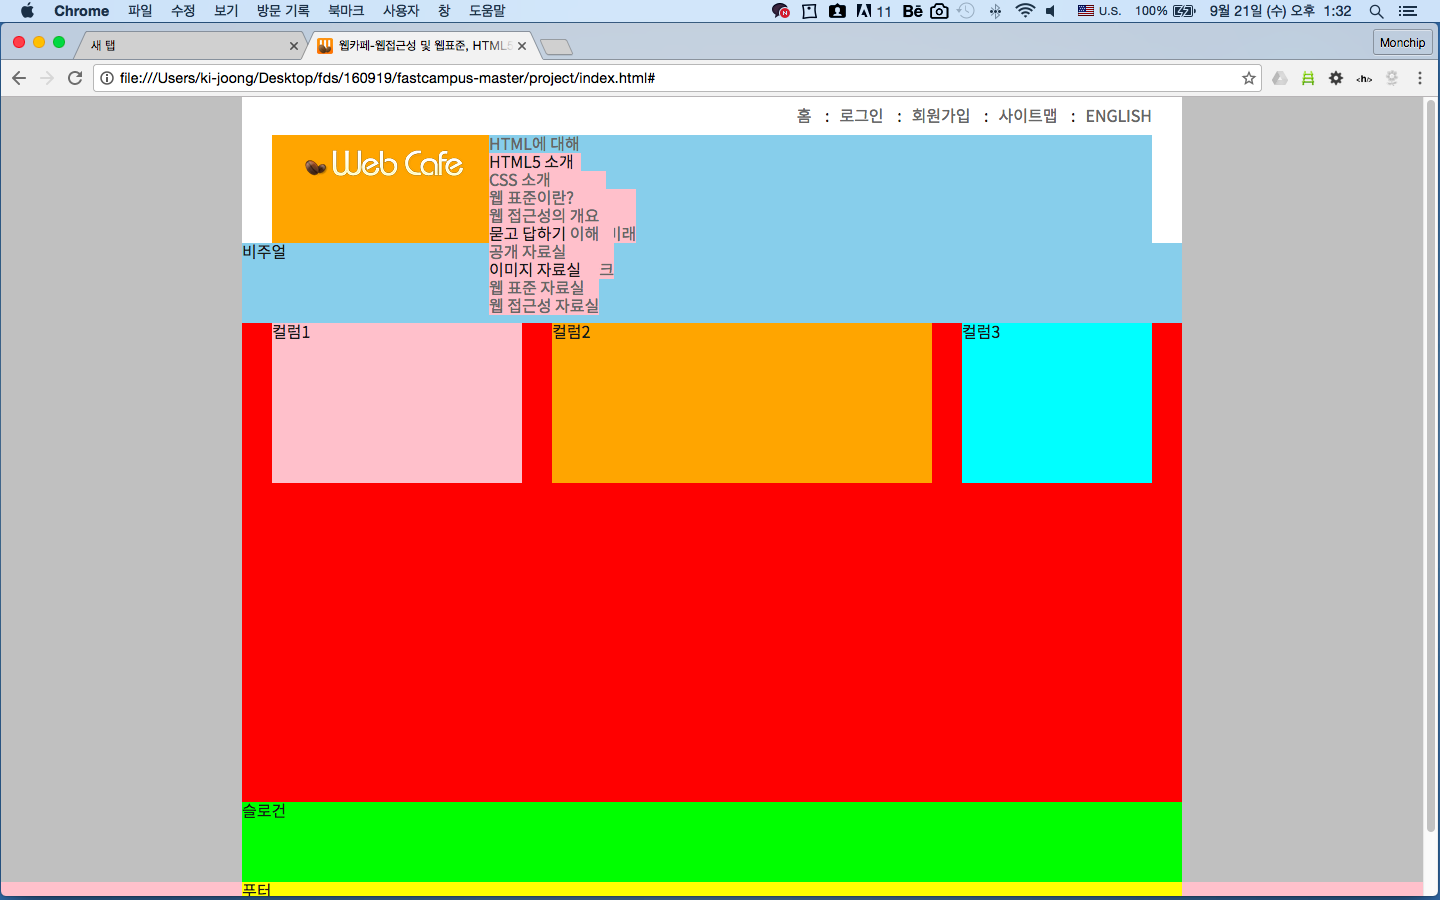 Chrome 파일 수정 보기 방문 기록 북마크 사용자 창 도움말 11 Bē U.S. 100% 9월 21일 (수) 오후 1:32
새 탭 웹카페-웹접근성 및 웹표준, HTML5 Monchip
file:///Users/ki-joong/Desktop/fds/160919/fastcampus-master/project/index.html#
홈 : 로그인 : 회원가입 : 사이트맵 : ENGLISH
Web Cafe
HTML에 대해
HTML5 소개
CSS 소개
웹 표준이란?
웹 접근성의 개요
묻고 답하기 이해 미래
공개 자료실
이미지 자료실 크
웹 표준 자료실
웹 접근성 자료실
비주얼
컬럼1 컬럼2 컬럼3
슬로건
푸터